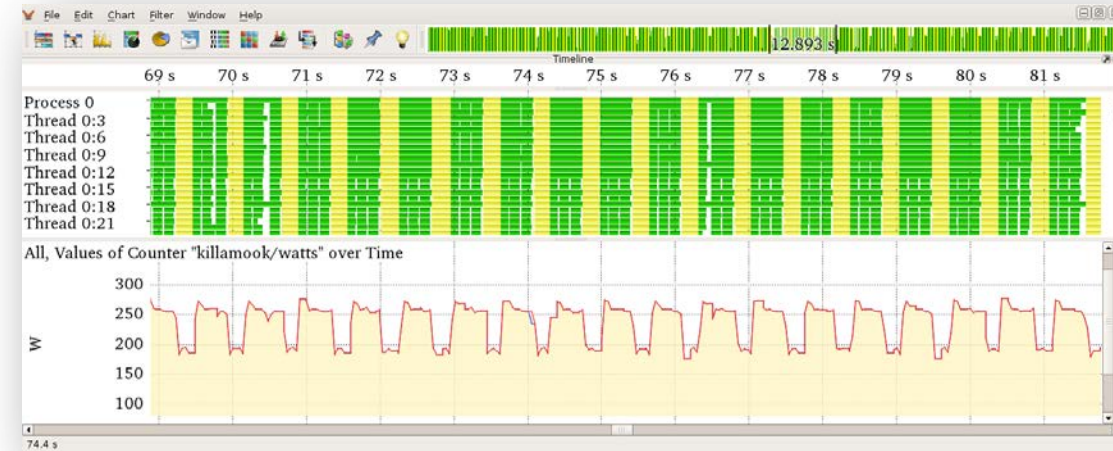 File Edit Chart Filter Window Help
12.893 s
Timeline
69 s 70 s 71 s 72 s 73 s 74 s 75 s 76 s 77 s 78 s 79 s 80 s 81 s
Process 0
Thread 0:3
Thread 0:6
Thread 0:9
Thread 0:12
Thread 0:15
Thread 0:18
Thread 0:21
All, Values of Counter "killamook/watts" over Time
300
250
200
150
100
W
74.4 s